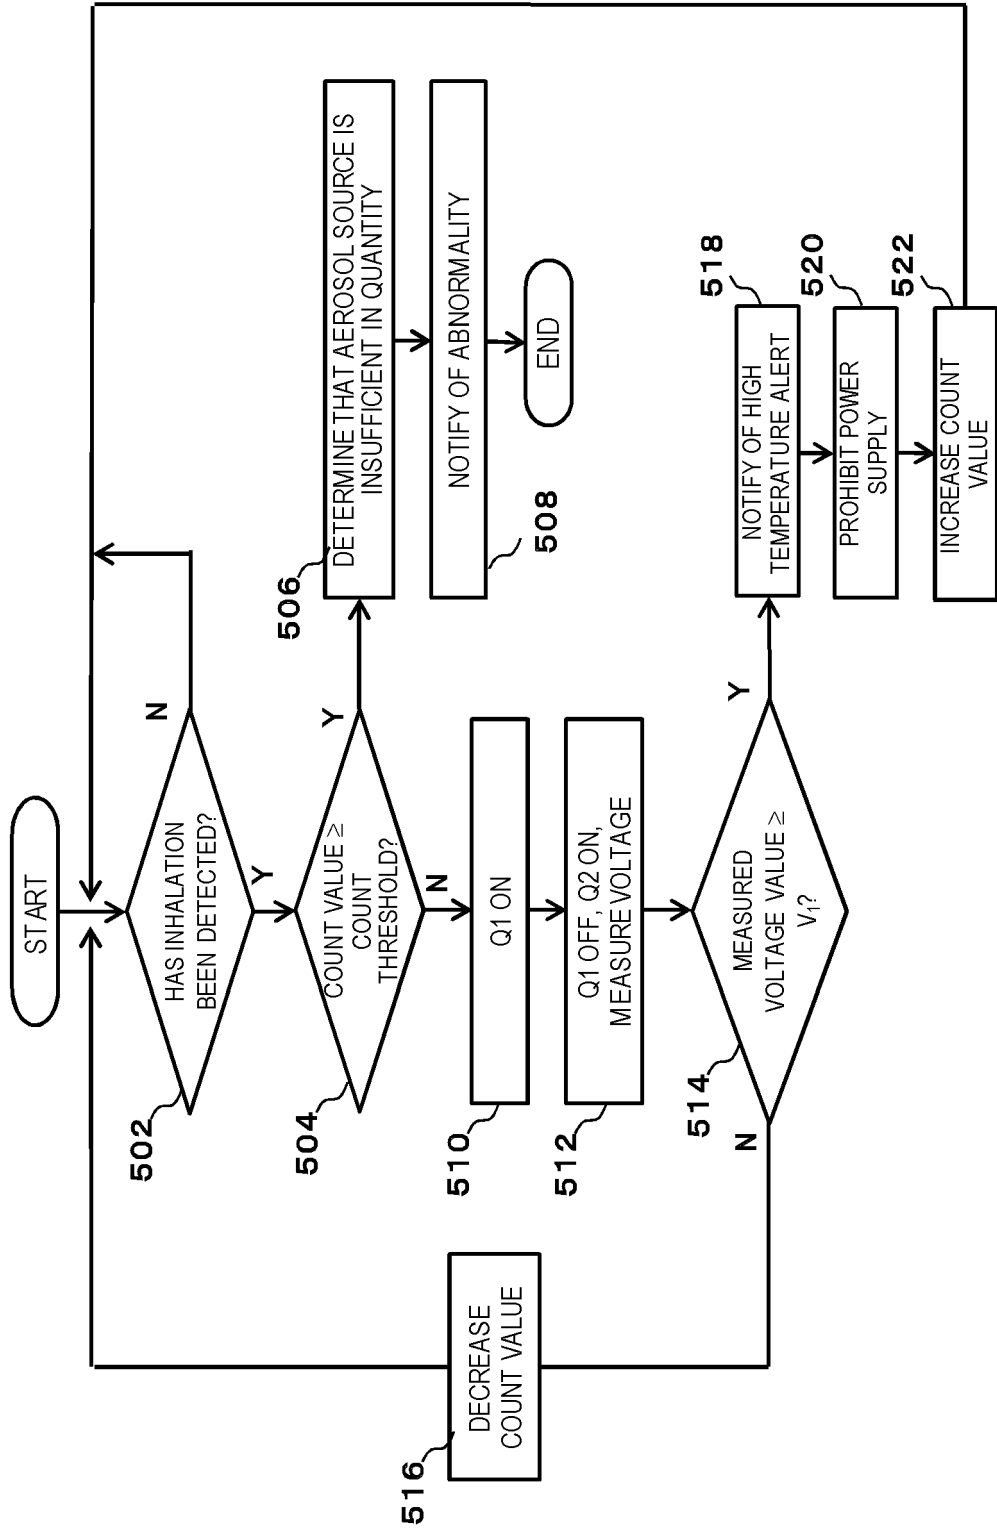 START
502
HAS INHALATION
BEEN DETECTED?
N
Y
504
COUNT VALUE ≥
COUNT
THRESHOLD?
Y
N
506
DETERMINE THAT AEROSOL SOURCE IS
INSUFFICIENT IN QUANTITY
508
NOTIFY OF ABNORMALITY
END
510
Q1 ON
512
Q1 OFF, Q2 ON,
MEASURE VOLTAGE
514
MEASURED
VOLTAGE VALUE ≥
V1?
N
Y
516
DECREASE
COUNT VALUE
518
NOTIFY OF HIGH
TEMPERATURE ALERT
520
PROHIBIT POWER
SUPPLY
522
INCREASE COUNT
VALUE